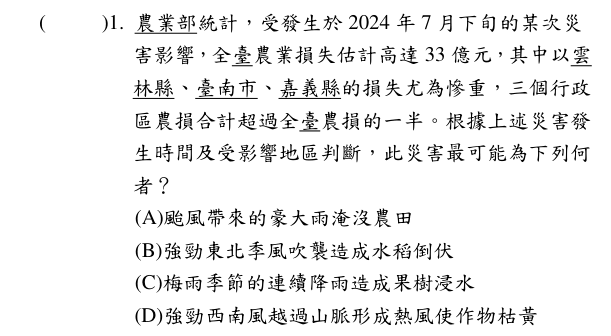 (　　)1. 農業部統計，受發生於 2024 年 7 月下旬的某次災
害影響，全臺農業損失估計高達 33 億元，其中以雲
林縣、臺南市、嘉義縣的損失尤為慘重，三個行政
區農損合計超過全臺農損的一半。根據上述災害發
生時間及受影響地區判斷，此災害最可能為下列何
者？
(A)颱風帶來的豪大雨淹沒農田
(B)強勁東北季風吹襲造成水稻倒伏
(C)梅雨季節的連續降雨造成果樹浸水
(D)強勁西南風越過山脈形成熱風使作物枯黃